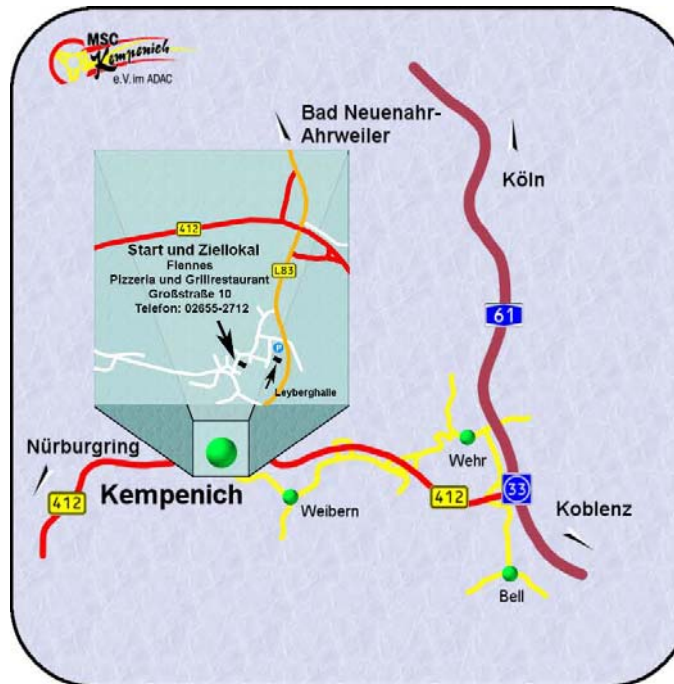 MSC
Kempenich
e.V. im ADAC
Bad Neuenahr-
Ahrweiler
Köln
412
Start und Ziellokal
Flennes
Pizzeria und Grillrestaurant
Großstraße 10
Telefon: 02655-2712
L83
P
Leyberghalle
61
Nürburgring
412
Kempenich
Weibern
Wehr
412
33
Koblenz
Bell